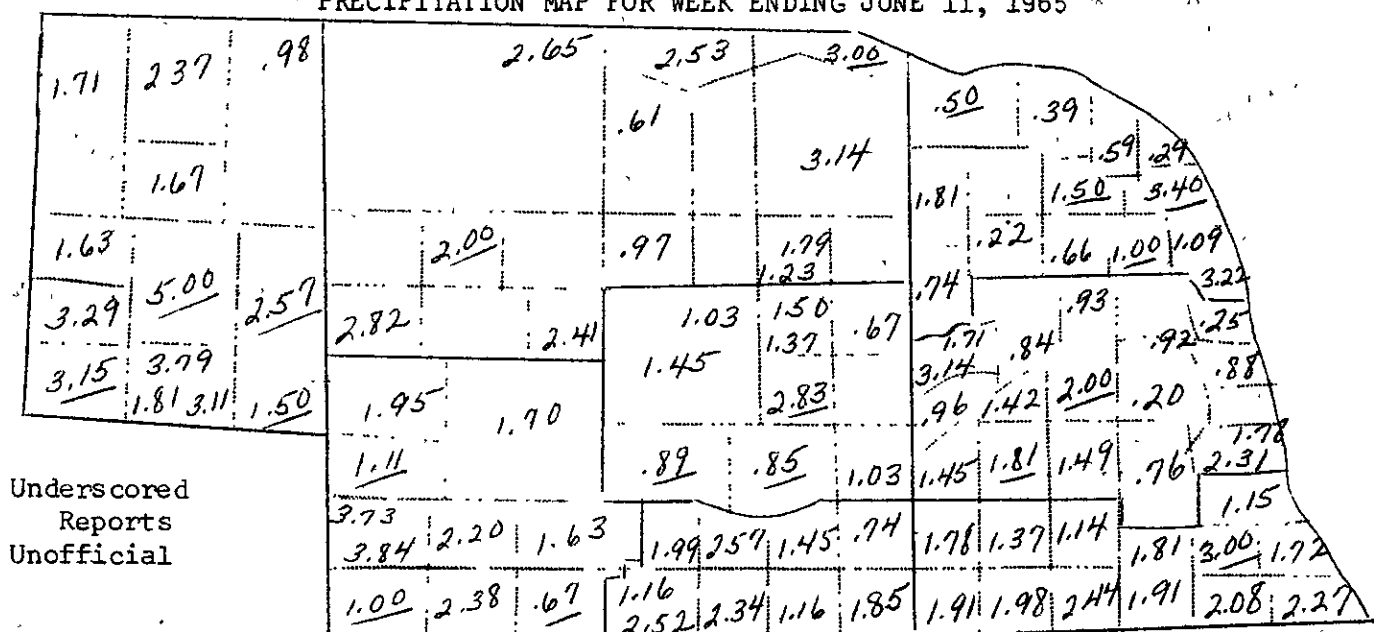 PRECIPITATION MAP FOR WEEK ENDING JUNE 11, 1965
2.65 2.53 3.00
1.71 2.37 .98
.50 .39
.61
3.14 .59 .29
1.67 1.81 1.50 3.40
1.63 2.00 .97 1.79 .22 .66 1.00 1.09
1.23
5.00 2.57 .74 3.22
3.29 2.82 2.41 1.03 1.50 .67 .93 .25
1.37 1.71 .84 .92
3.15 3.79 1.45 3.14 .88
1.81 3.11 1.50 1.95 1.70 2.83 .96 1.42 2.00 .20
1.78
1.11 .89 .85 1.03 1.45 1.81 1.49 .76 2.31
Underscored
Reports
Unofficial
3.73 1.15
3.84 2.20 1.63 1.99 2.57 1.45 .74 1.78 1.37 1.14 1.81 3.00 1.72
1.16
1.00 2.38 .67 2.52 2.34 1.16 1.85 1.91 1.98 2.44 1.91 2.08 2.27